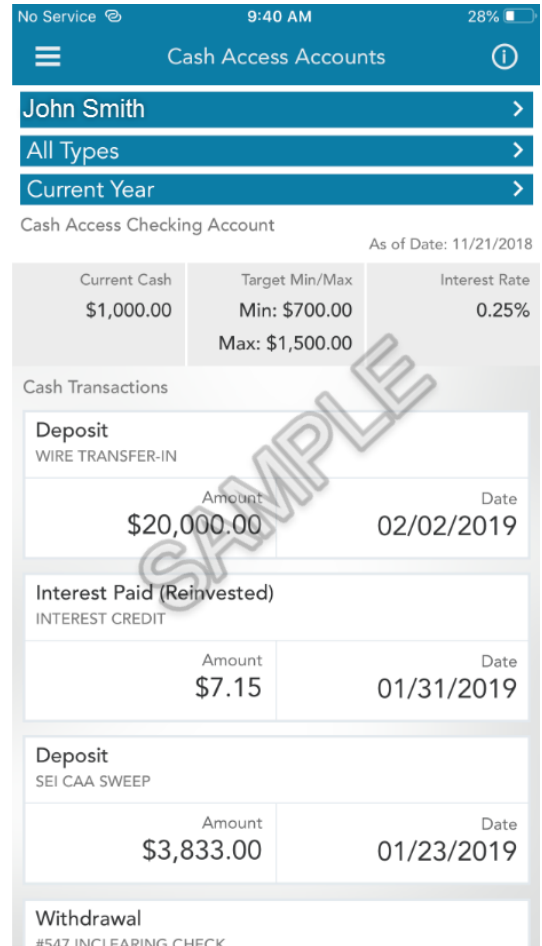 No Service 9:40 AM 28%
Cash Access Accounts
John Smith
All Types
Current Year
Cash Access Checking Account
As of Date: 11/21/2018
Current Cash Target Min/Max Interest Rate
$1,000.00 Min: $700.00 0.25%
Max: $1,500.00
Cash Transactions
SAMPLE
Deposit
WIRE TRANSFER-IN
Amount Date
$20,000.00 02/02/2019
Interest Paid (Reinvested)
INTEREST CREDIT
Amount Date
$7.15 01/31/2019
Deposit
SEI CAA SWEEP
Amount Date
$3,833.00 01/23/2019
Withdrawal
#547 INCLEARING CHECK